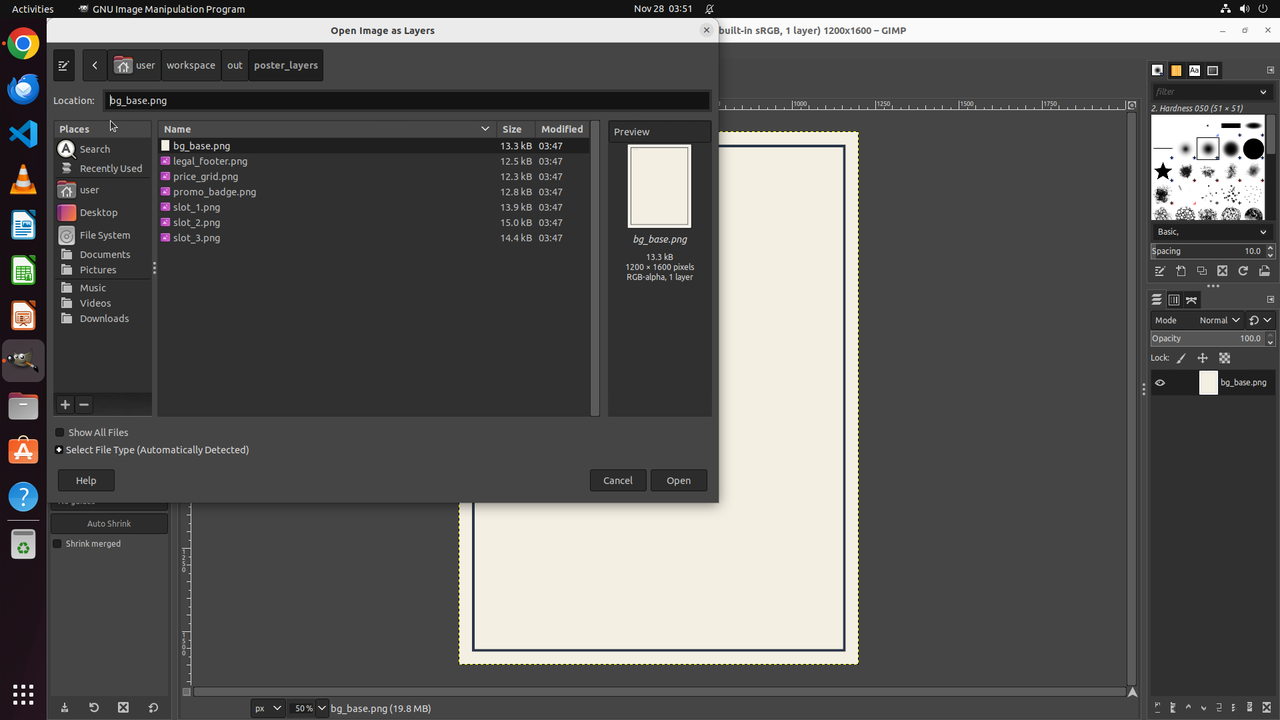 Activities
GNU Image Manipulation Program
Nov 28 03:51
Open Image as Layers
built-in sRGB, 1 layer) 1200x1600 – GIMP
user
workspace
out
poster_layers
Location:
bg_base.png
Places
Search
Recently Used
user
Desktop
File System
Documents
Pictures
Music
Videos
Downloads
Name
Size
Modified
bg_base.png 13.3 kB 03:47
legal_footer.png 12.5 kB 03:47
price_grid.png 12.3 kB 03:47
promo_badge.png 12.8 kB 03:47
slot_1.png 13.9 kB 03:47
slot_2.png 15.0 kB 03:47
slot_3.png 14.4 kB 03:47
Preview
bg_base.png
13.3 kB
1200 × 1600 pixels
RGB-alpha, 1 layer
Show All Files
Select File Type (Automatically Detected)
Help
Cancel
Open
Auto Shrink
Shrink merged
1000
1250
1500
1750
1250
1500
px
50 %
bg_base.png (19.8 MB)
filter
2. Hardness 050 (51 × 51)
Basic,
Spacing
10.0
Mode
Normal
Opacity
100.0
Lock:
bg_base.png